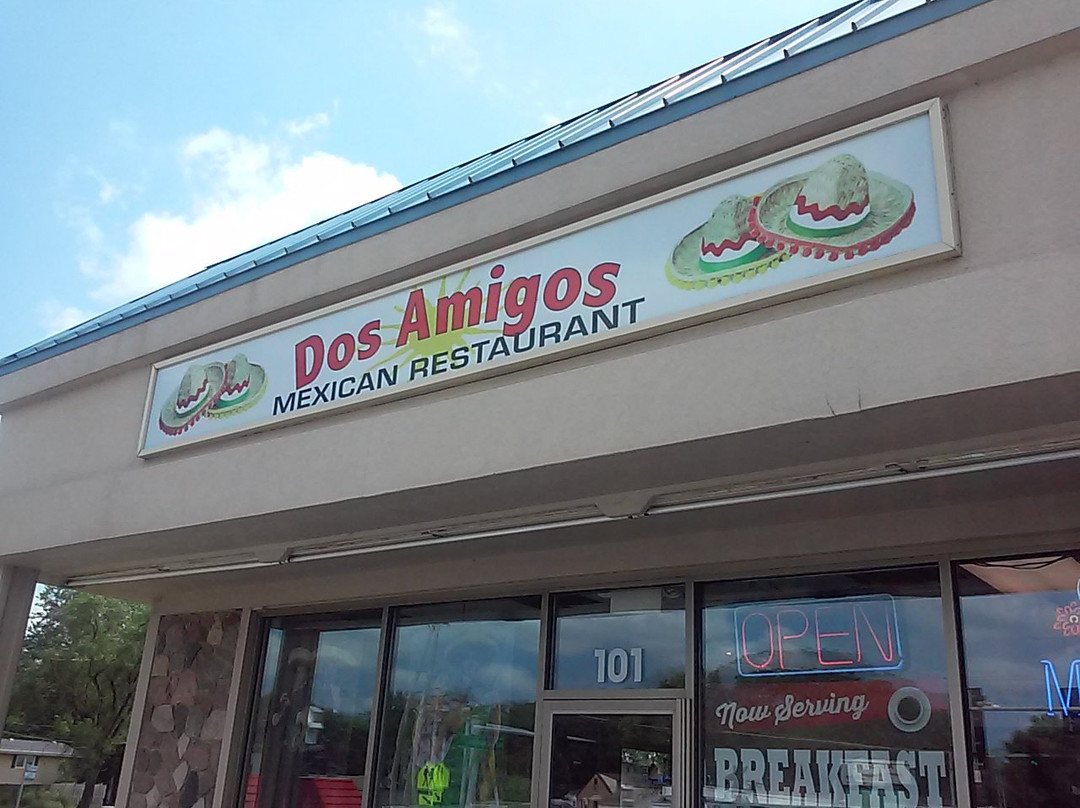 Dos Amigos
MEXICAN RESTAURANT
101
OPEN
Now Serving
BREAKFAST
M